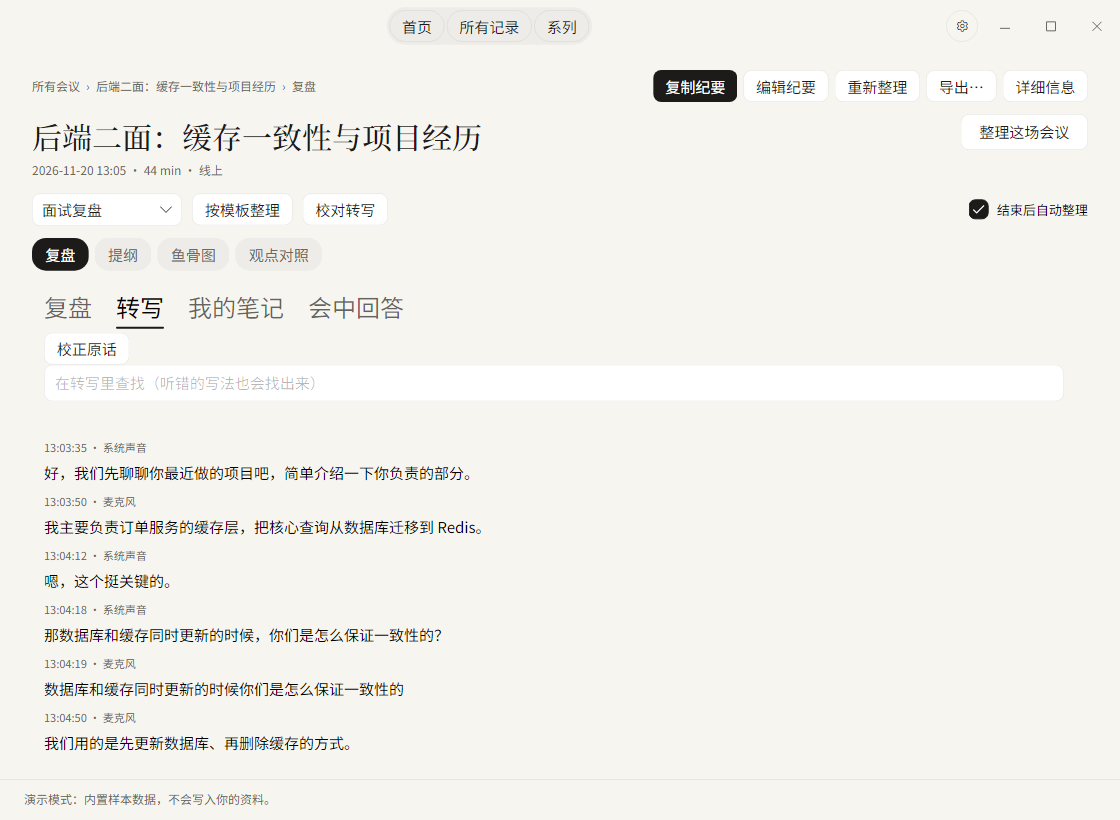 首页 所有记录 系列
所有会议 › 后端二面：缓存一致性与项目经历 › 复盘
复制纪要 编辑纪要 重新整理 导出… 详细信息
后端二面：缓存一致性与项目经历
整理这场会议
2026-11-20 13:05 • 44 min • 线上
面试复盘 按模板整理 校对转写
结束后自动整理
复盘 提纲 鱼骨图 观点对照
复盘 转写 我的笔记 会中回答
校正原话
在转写里查找（听错的写法也会找出来）
13:03:35 • 系统声音
好，我们先聊聊你最近做的项目吧，简单介绍一下你负责的部分。
13:03:50 • 麦克风
我主要负责订单服务的缓存层，把核心查询从数据库迁移到 Redis。
13:04:12 • 系统声音
嗯，这个挺关键的。
13:04:18 • 系统声音
那数据库和缓存同时更新的时候，你们是怎么保证一致性的？
13:04:19 • 麦克风
数据库和缓存同时更新的时候你们是怎么保证一致性的
13:04:50 • 麦克风
我们用的是先更新数据库、再删除缓存的方式。
演示模式：内置样本数据，不会写入你的资料。